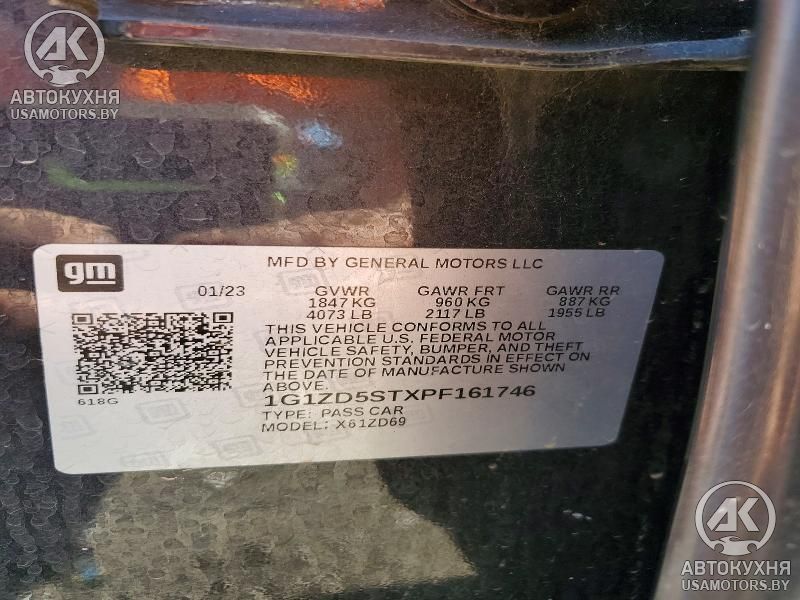 AK
АВТОКУХНЯ
USAMOTORS.BY
gm
MFD BY GENERAL MOTORS LLC
01/23 GVWR GAWR FRT GAWR RR
1847 KG 960 KG 887 KG
4073 LB 2117 LB 1955 LB
THIS VEHICLE CONFORMS TO ALL
APPLICABLE U.S. FEDERAL MOTOR
VEHICLE SAFETY, BUMPER, AND THEFT
PREVENTION STANDARDS IN EFFECT ON
THE DATE OF MANUFACTURE SHOWN
ABOVE.
618G
1G1ZD5STXPF161746
TYPE: PASS CAR
MODEL: X61ZD69
AK
АВТОКУХНЯ
USAMOTORS.BY